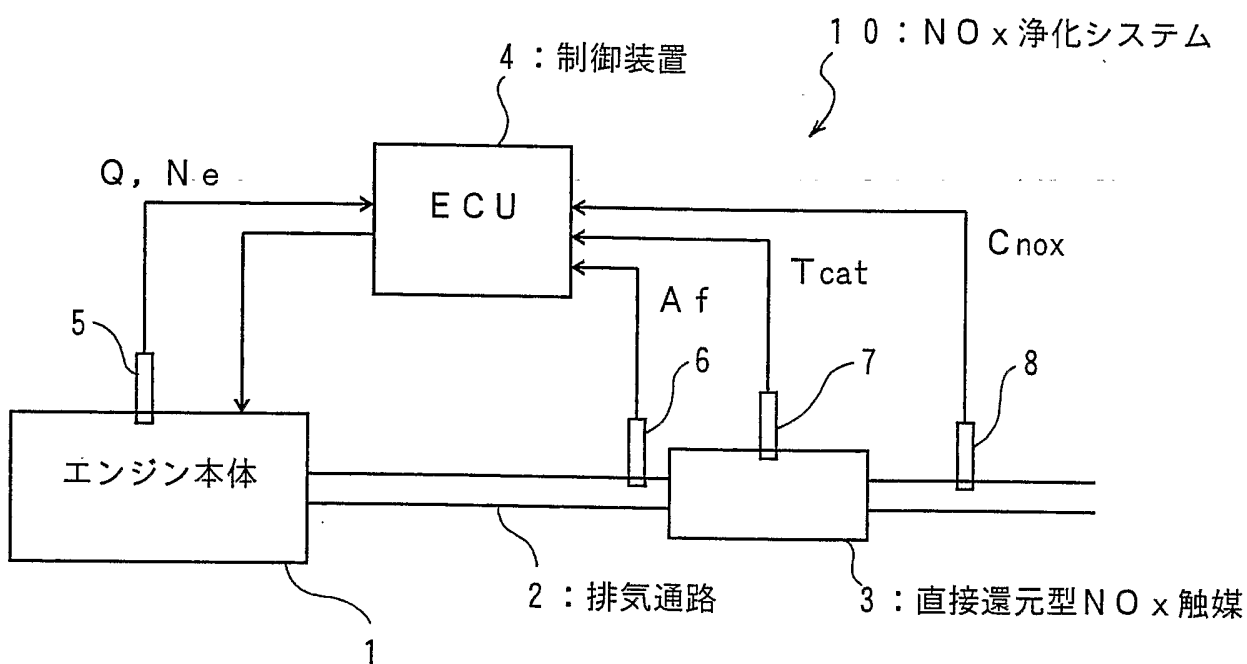 10：NOx浄化システム
4：制御装置
Q，Ne
ECU
Cnox
Tcat
Af
5
6
7
8
エンジン本体
2：排気通路
3：直接還元型NOx触媒
1